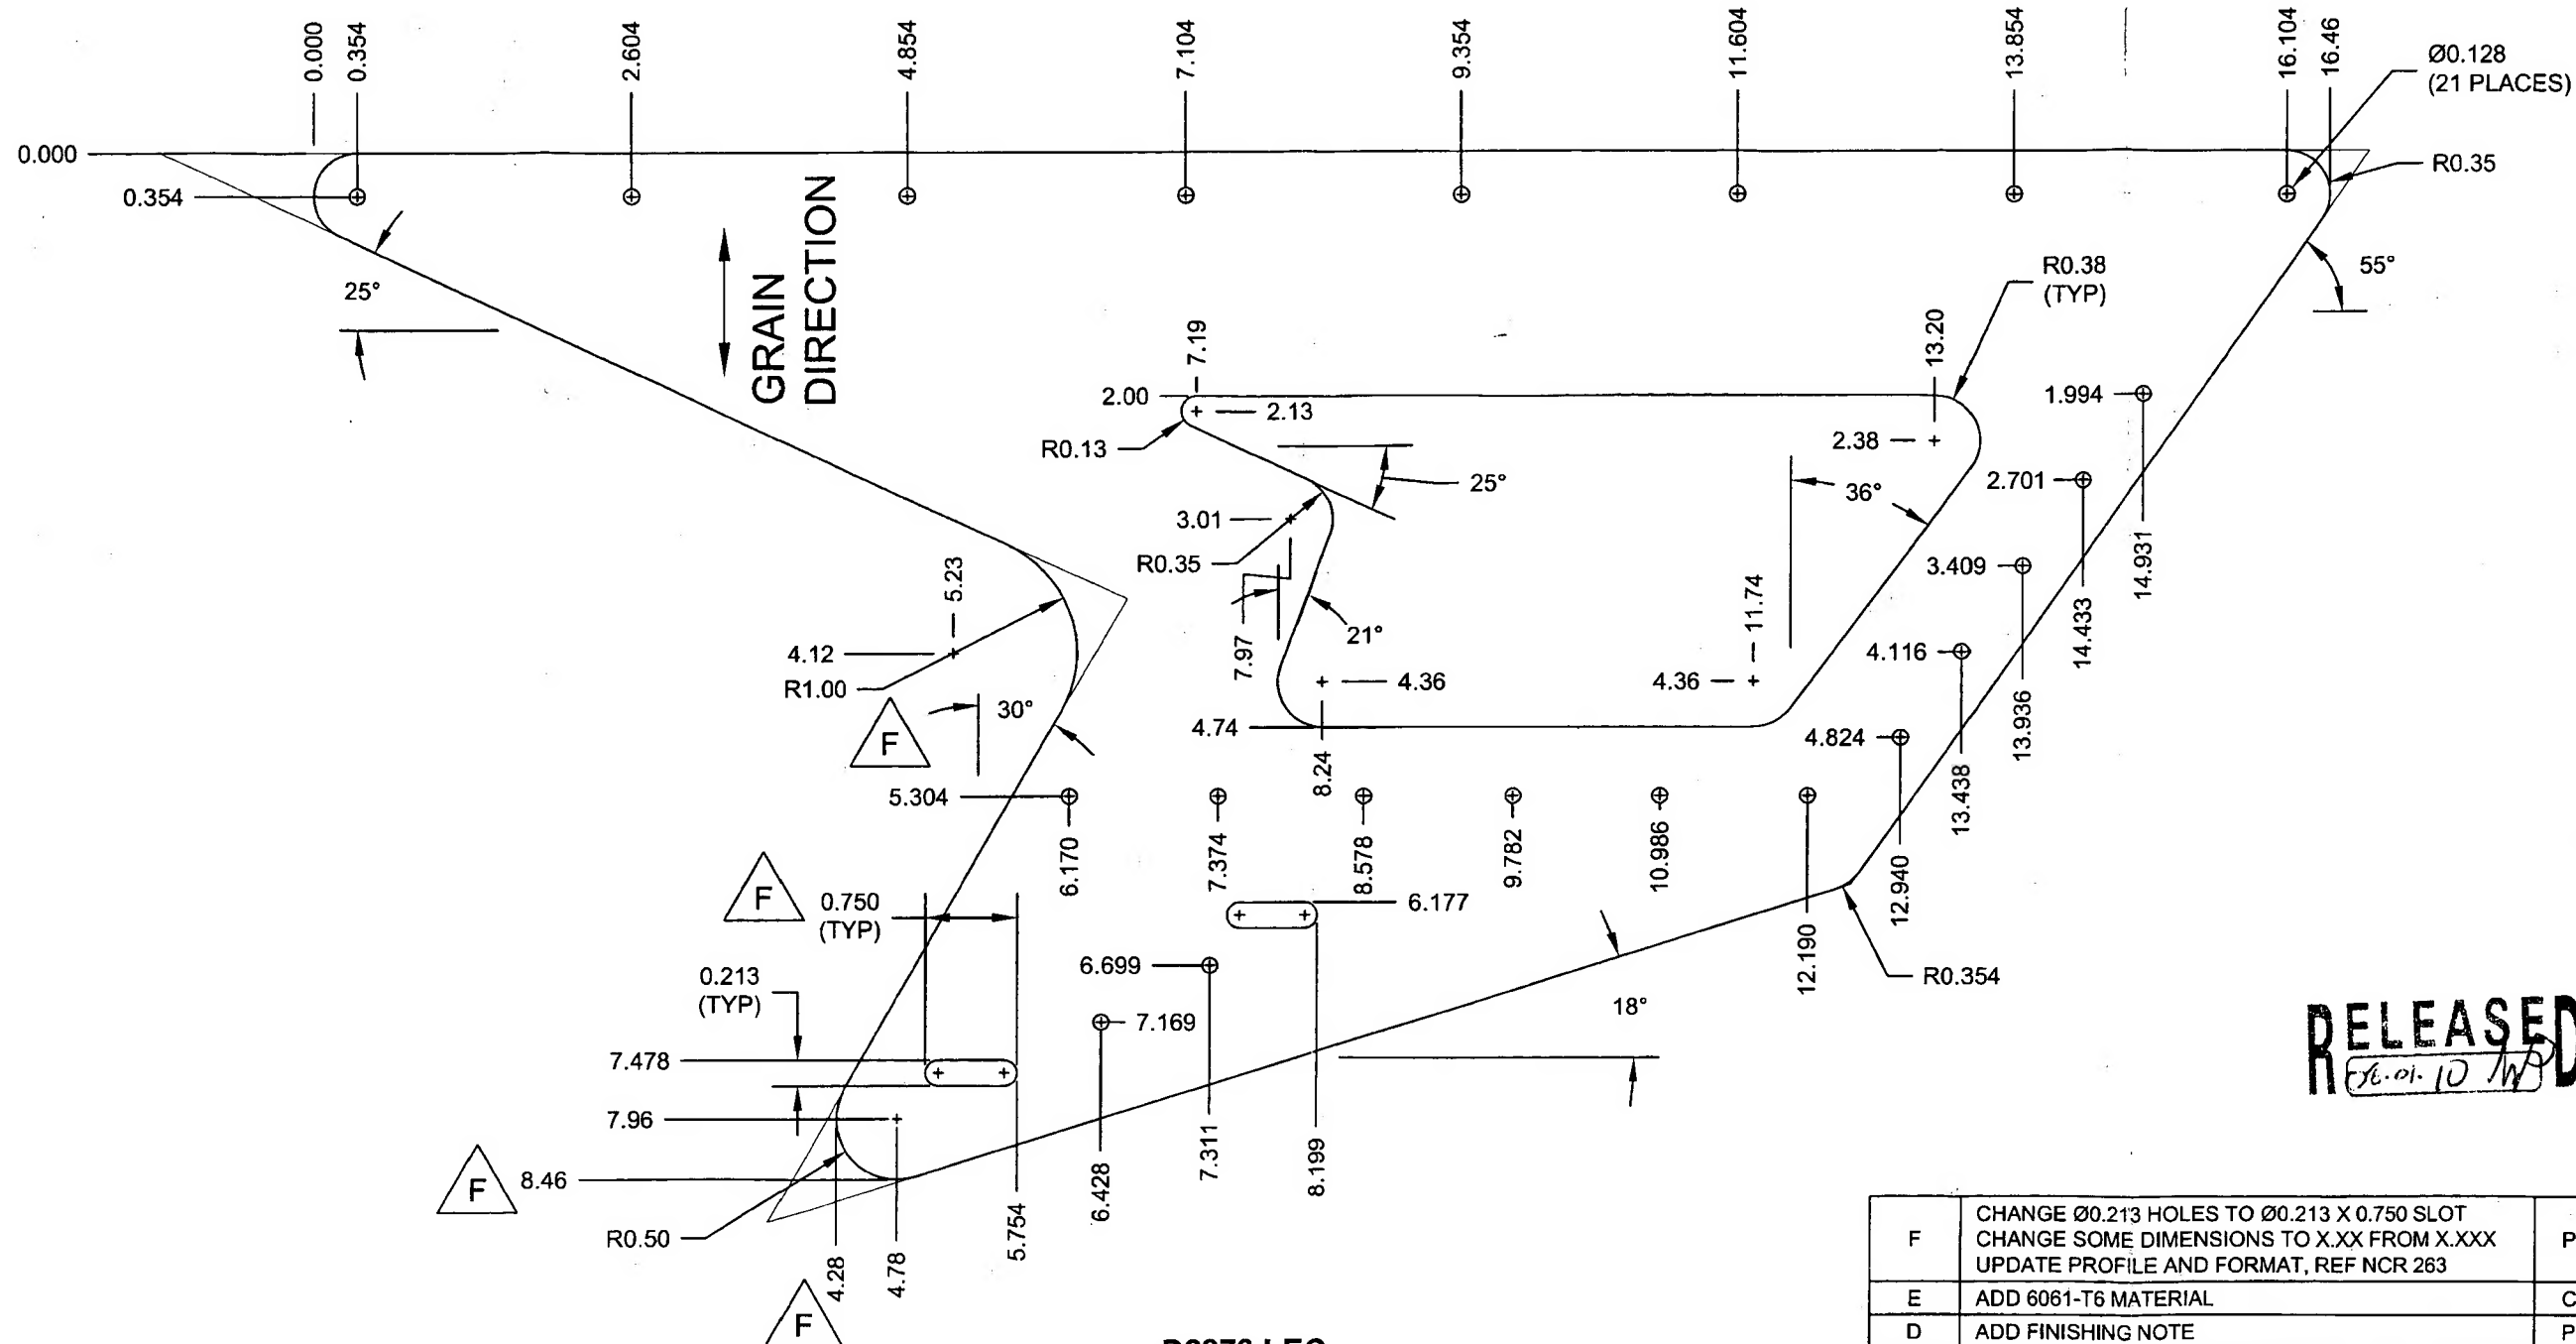 0.000
0.354
2.604
4.854
7.104
9.354
11.604
13.854
16.104
16.46
Ø0.128
(21 PLACES)
0.000
0.354
R0.35
25°
GRAIN
DIRECTION
55°
R0.38
(TYP)
7.19
13.20
2.00
2.13
1.994
R0.13
2.38
25°
36°
2.701
3.01
R0.35
5.23
3.409
14.931
11.74
14.433
4.12
7.97
21°
4.116
R1.00
4.36
4.36
13.936
F
30°
4.74
4.824
8.24
13.438
5.304
6.170
7.374
8.578
9.782
10.986
12.940
F
0.750
(TYP)
6.177
12.190
6.699
0.213
(TYP)
R0.354
18°
7.169
RELEASED
7.478
7.96
7.311
8.199
6.428
F
8.46
5.754
R0.50
4.28
4.78
F
F
CHANGE Ø0.213 HOLES TO Ø0.213 X 0.750 SLOT
CHANGE SOME DIMENSIONS TO X.XX FROM X.XXX
UPDATE PROFILE AND FORMAT, REF NCR 263
P
E
ADD 6061-T6 MATERIAL
C
D
ADD FINISHING NOTE
P